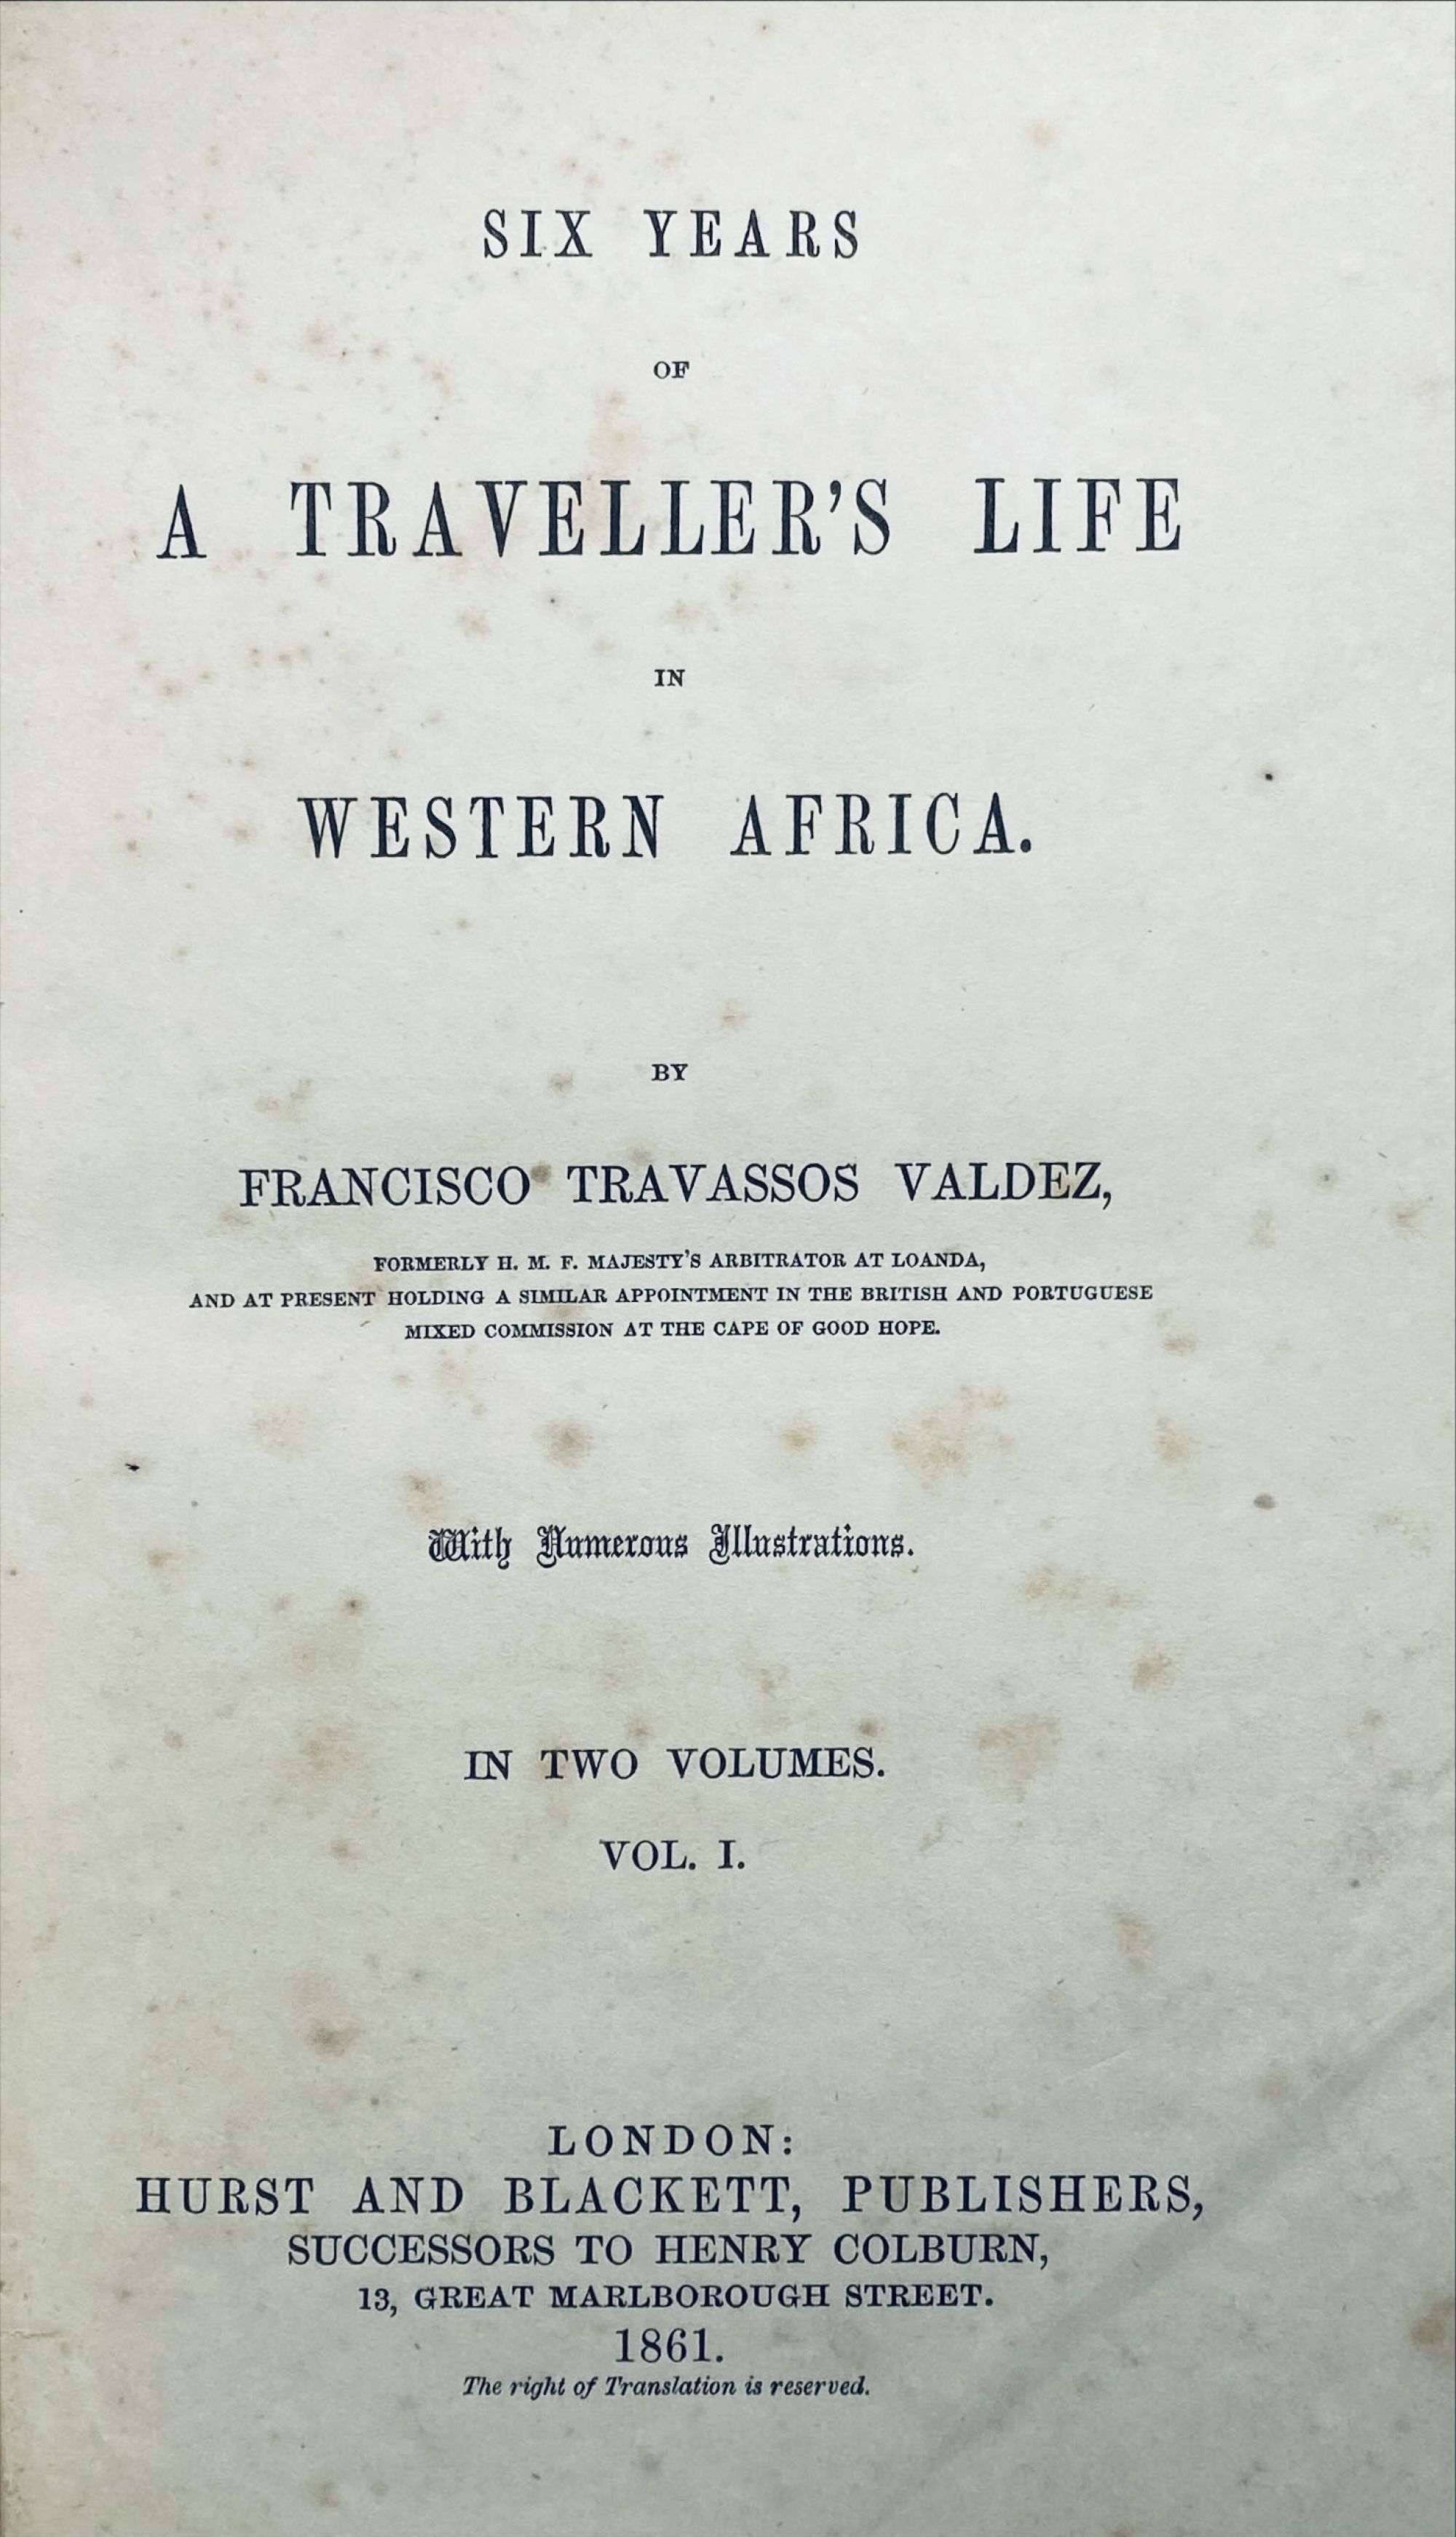 SIX YEARS
OF
A TRAVELLER'S LIFE
IN
WESTERN AFRICA.
BY
FRANCISCO TRAVASSOS VALDEZ,
FORMERLY H. M. F. MAJESTY'S ARBITRATOR AT LOANDA,
AND AT PRESENT HOLDING A SIMILAR APPOINTMENT IN THE BRITISH AND PORTUGUESE
MIXED COMMISSION AT THE CAPE OF GOOD HOPE.
With Numerous Illustrations.
IN TWO VOLUMES.
VOL. I.
LONDON:
HURST AND BLACKETT, PUBLISHERS,
SUCCESSORS TO HENRY COLBURN,
13, GREAT MARLBOROUGH STREET.
1861.
The right of Translation is reserved.